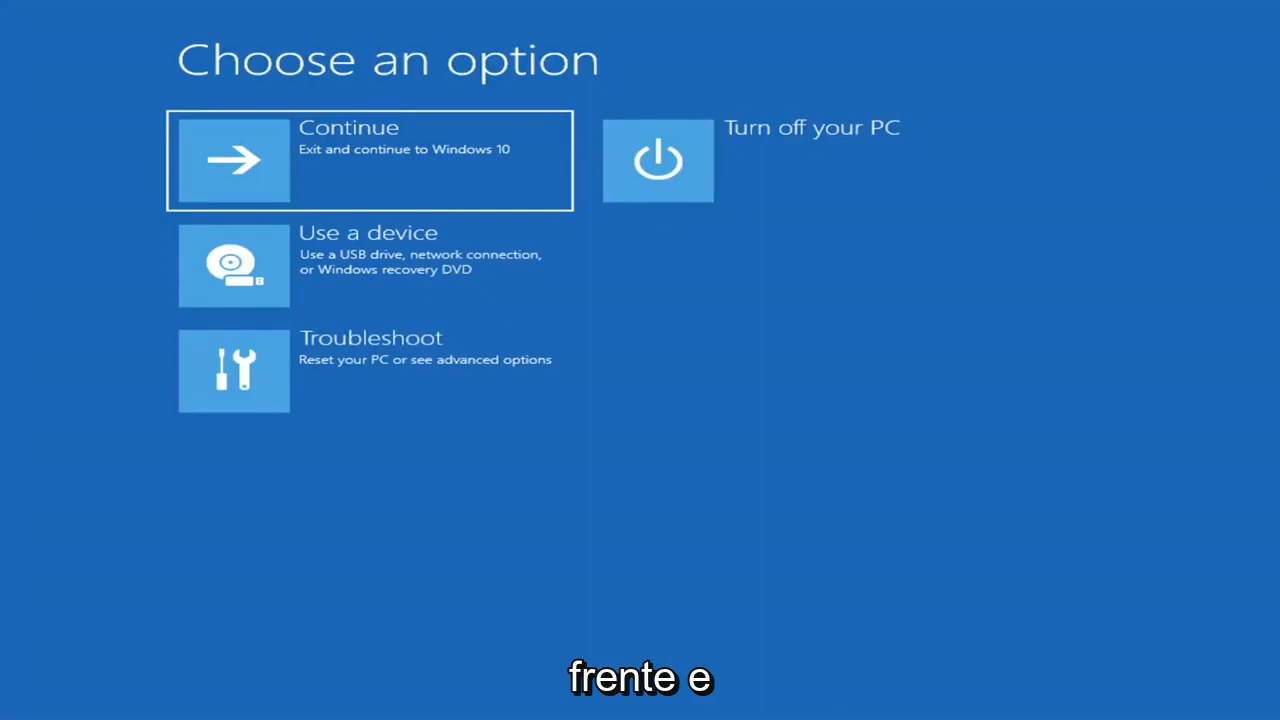 Choose an option
Continue
Exit and continue to Windows 10
Turn off your PC
Use a device
Use a USB drive, network connection,
or Windows recovery DVD
Troubleshoot
Reset your PC or see advanced options
frente e